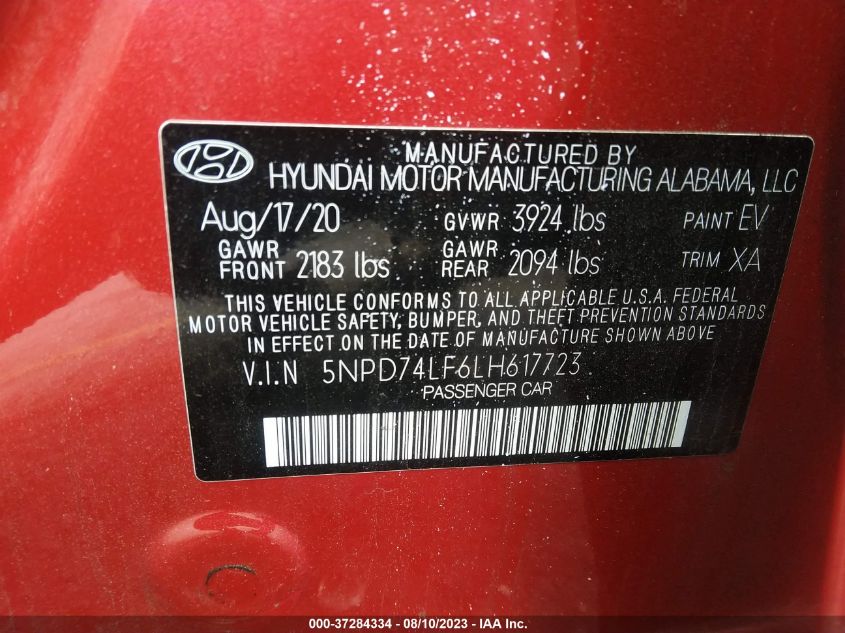 MANUFACTURED BY
HYUNDAI MOTOR MANUFACTURING ALABAMA, LLC
Aug/17/20 GVWR 3924 lbs PAINT EV
GAWR FRONT 2183 lbs GAWR REAR 2094 lbs TRIM XA
THIS VEHICLE CONFORMS TO ALL APPLICABLE U.S.A. FEDERAL
MOTOR VEHICLE SAFETY, BUMPER, AND THEFT PREVENTION STANDARDS
IN EFFECT ON THE DATE OF MANUFACTURE SHOWN ABOVE
V.I.N 5NPD74LF6LH617723
PASSENGER CAR
000-37284334 - 08/10/2023 - IAA Inc.